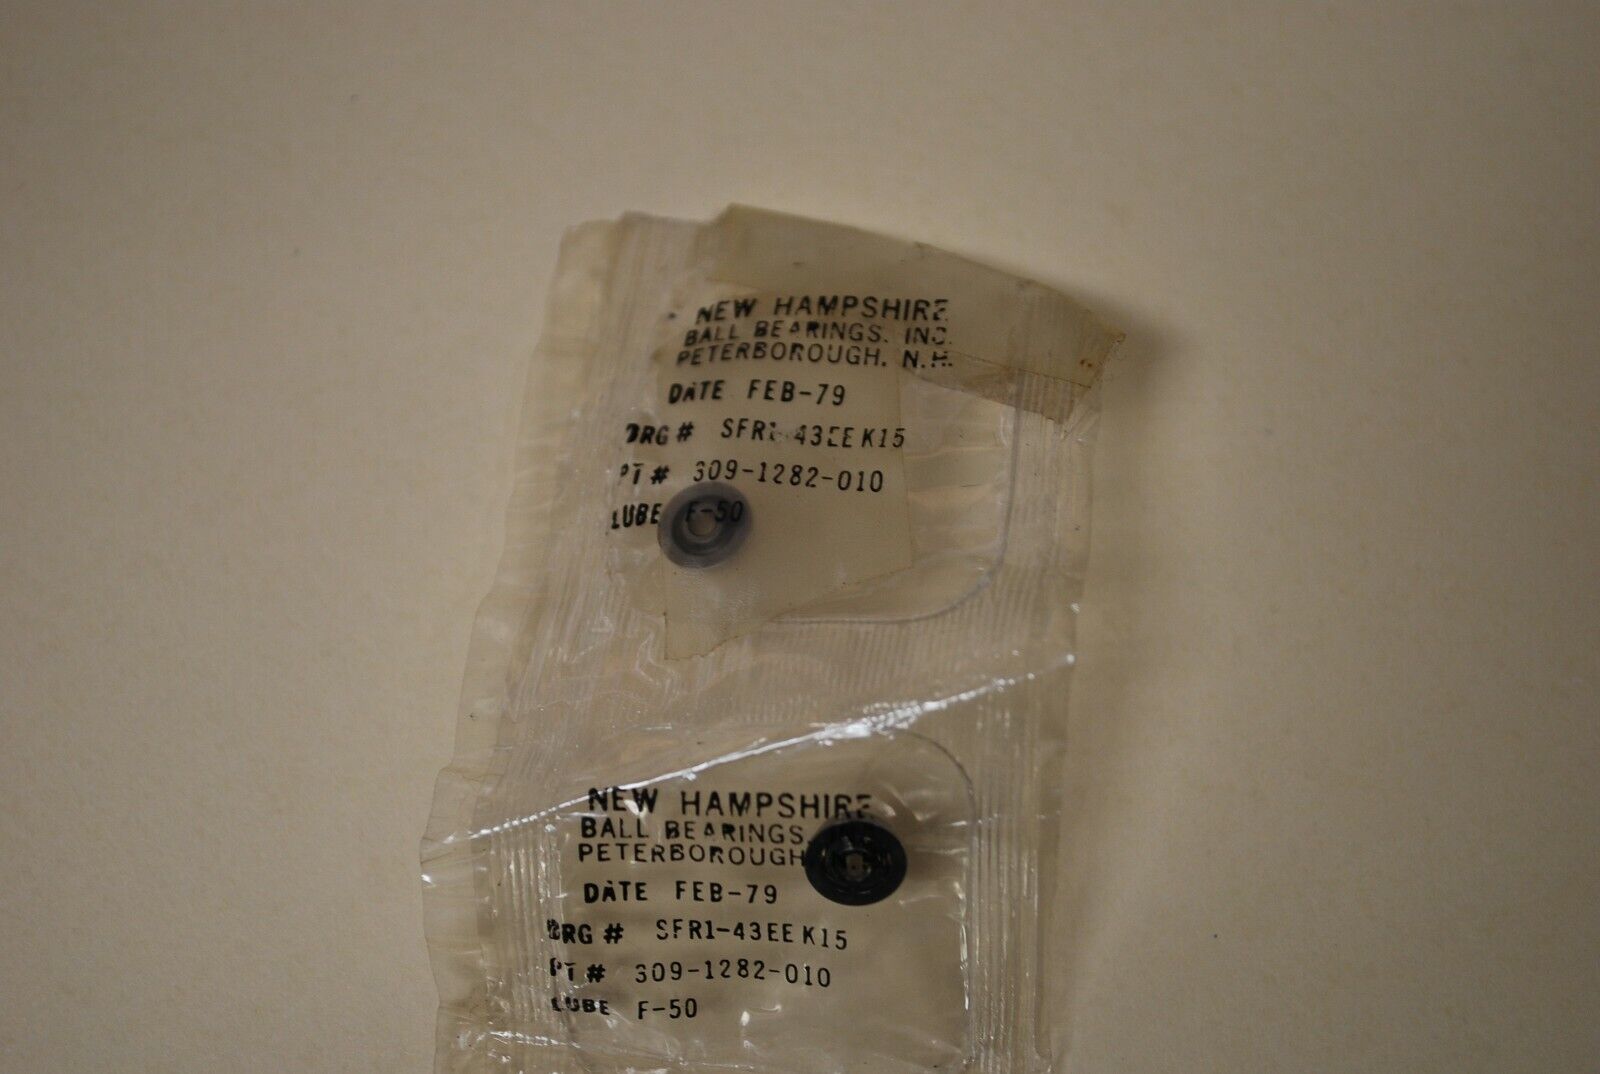 NEW HAMPSHIRE
BALL BEARINGS, INC.
PETERBOROUGH, N.H.
DATE FEB-79
BRG # SFR1-43EE K15
PT # 309-1282-010
LUBE F-50
NEW HAMPSHIRE
BALL BEARINGS,
PETERBOROUGH
DATE FEB-79
BRG # SFR1-43EE K15
PT # 309-1282-010
LUBE F-50